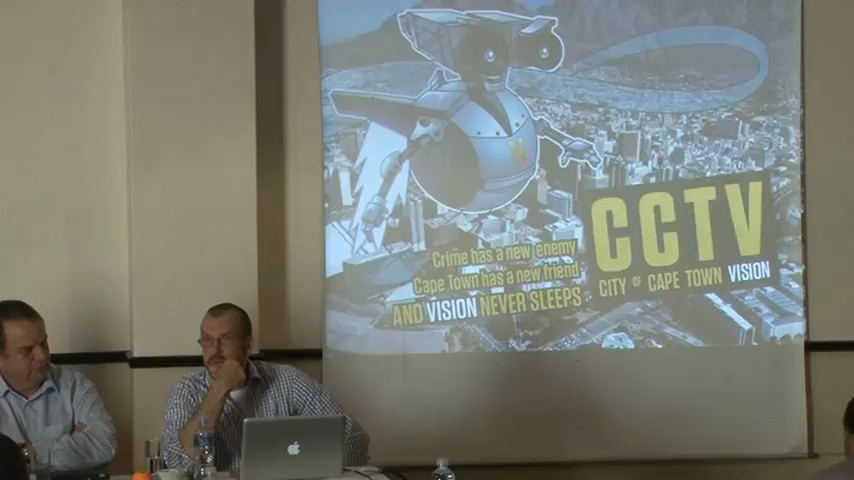 Crime has a new enemy
Cape Town has a new friend
AND VISION NEVER SLEEPS
CCTV
CITY OF CAPE TOWN VISION